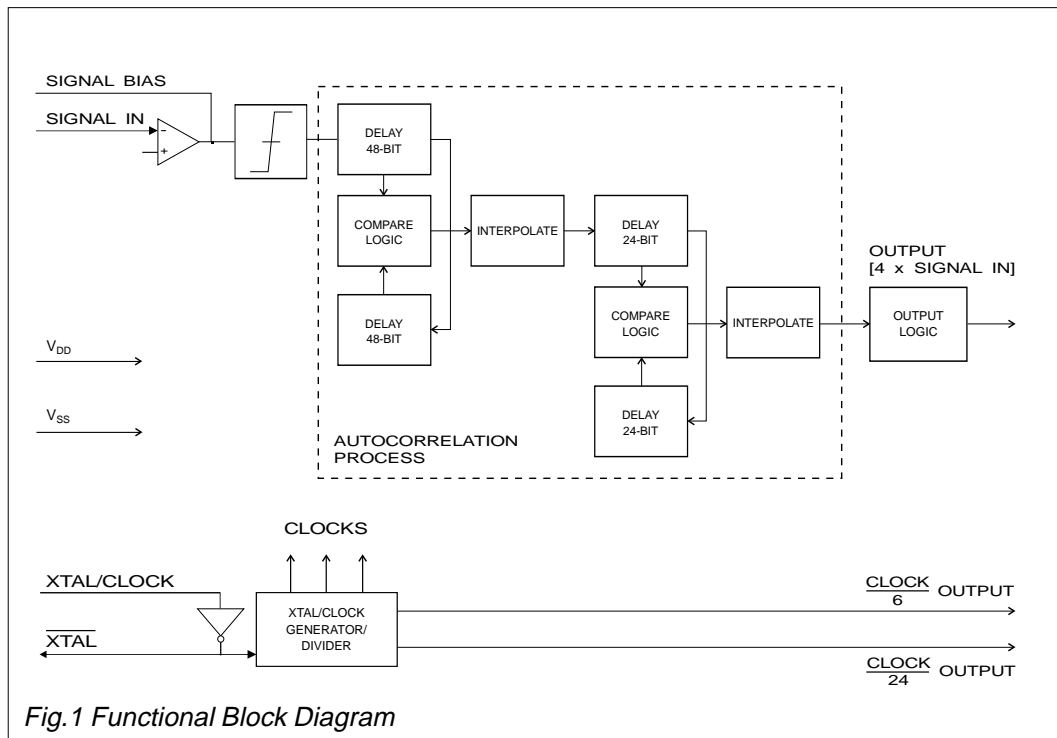 SIGNAL BIAS
SIGNAL IN
-
+
DELAY
48-BIT
COMPARE
LOGIC
DELAY
48-BIT
INTERPOLATE
DELAY
24-BIT
COMPARE
LOGIC
DELAY
24-BIT
INTERPOLATE
OUTPUT
[4 x SIGNAL IN]
OUTPUT
LOGIC
AUTOCORRELATION
PROCESS
VDD
VSS
CLOCKS
XTAL/CLOCK
XTAL
XTAL/CLOCK
GENERATOR/
DIVIDER
CLOCK
6
OUTPUT
CLOCK
24
OUTPUT
Fig.1 Functional Block Diagram